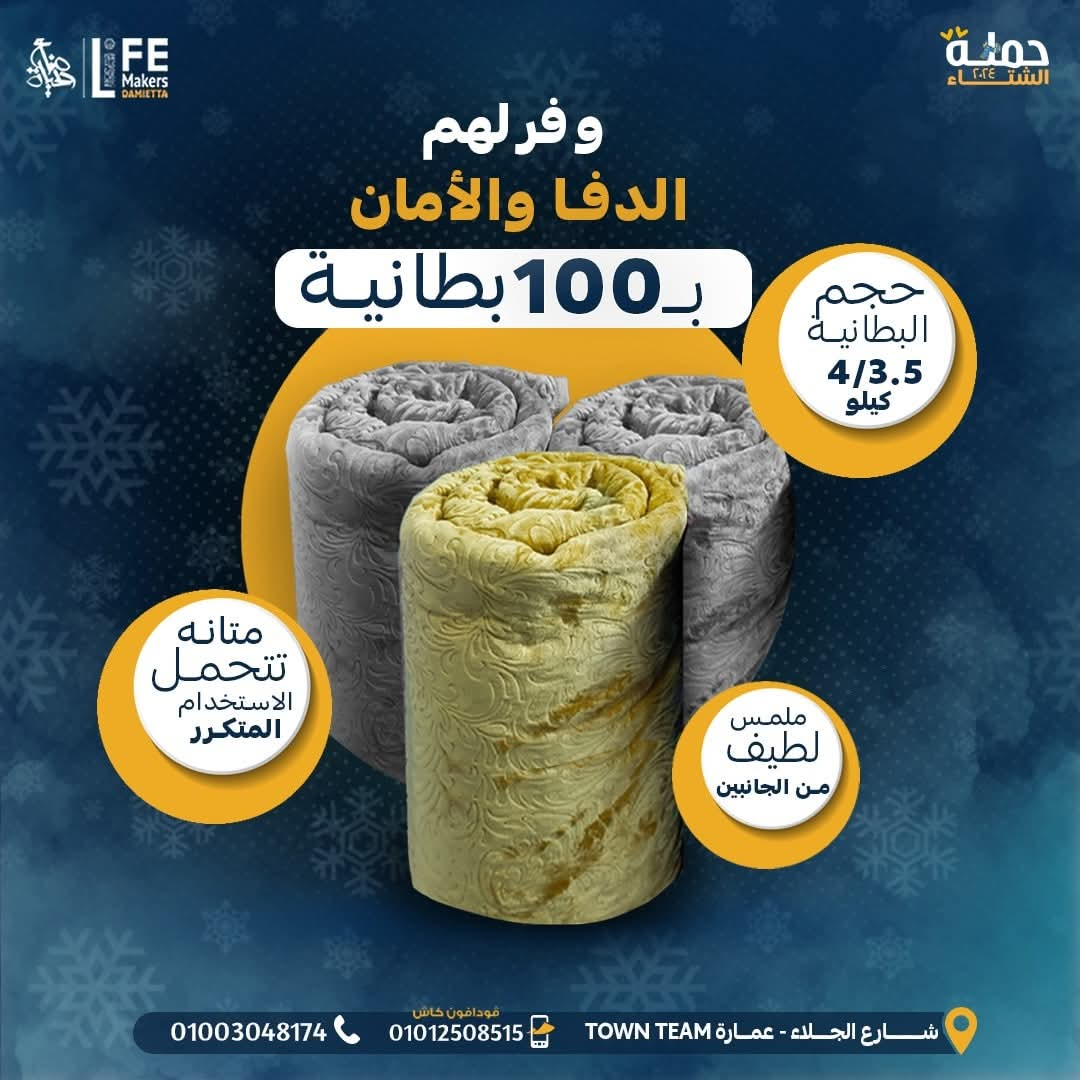 حملة
الشتاء ٢٠٢٤
LIFE
Makers
DAMIETTA
وفرلهم
الدفا والأمان
بـ100 بطانية
حجم
البطانية
4/3.5
كيلو
متانه
تتحمل
الاستخدام
المتكرر
ملمس
لطيف
من الجانبين
شارع الجلاء - عمارة TOWN TEAM
ڤودافون كاش
01012508515
01003048174